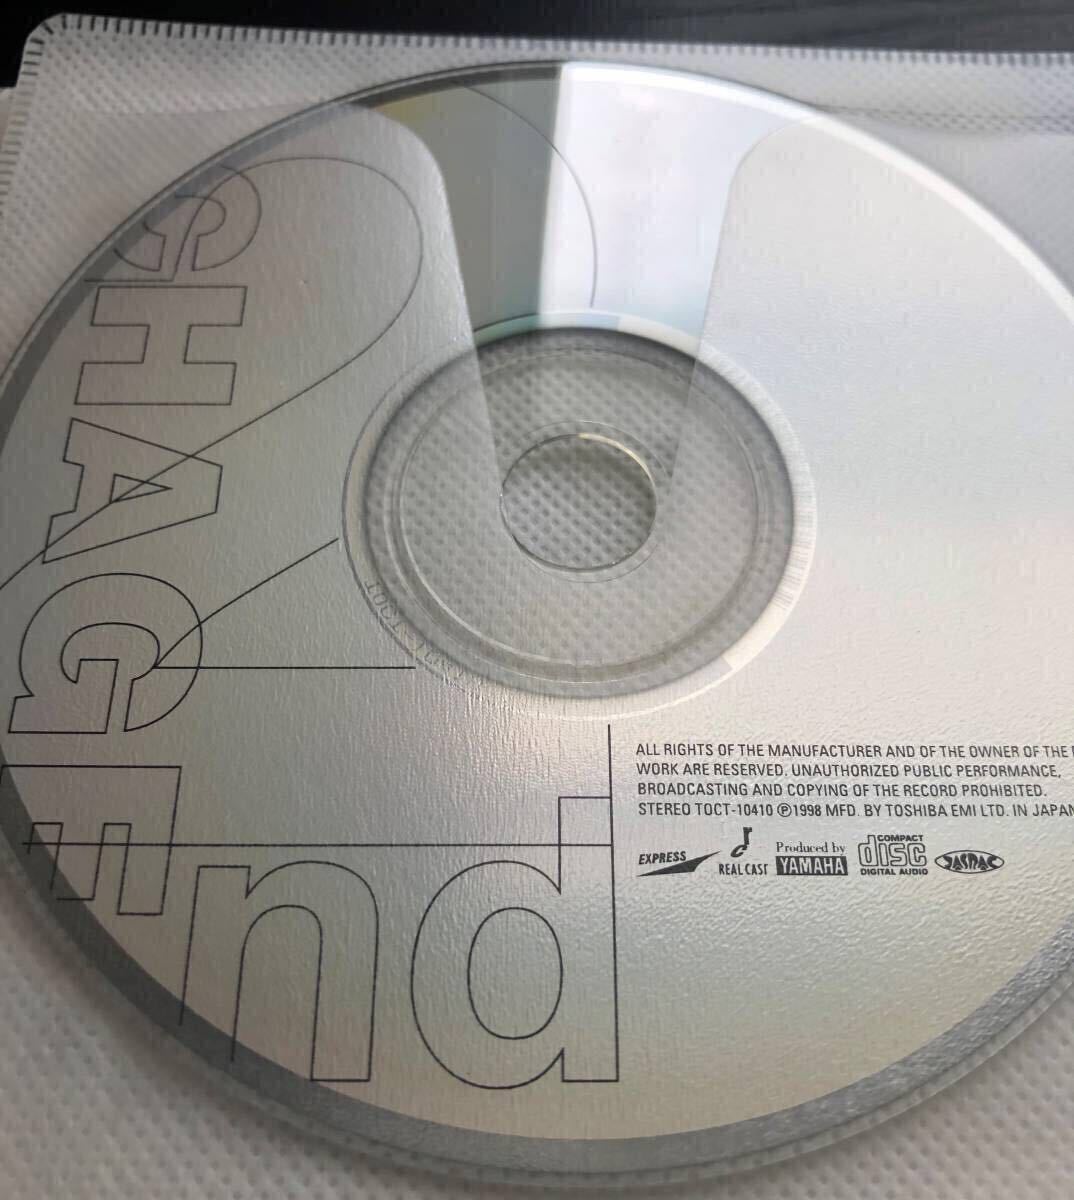 CHAGE
End
ALL RIGHTS OF THE MANUFACTURER AND OF THE OWNER OF THE
WORK ARE RESERVED. UNAUTHORIZED PUBLIC PERFORMANCE,
BROADCASTING AND COPYING OF THE RECORD PROHIBITED.
STEREO TOCT-10410 ℗1998 MFD. BY TOSHIBA EMI LTD. IN JAPAN
EXPRESS
rc
REAL CAST
Produced by
YAMAHA
COMPACT
disc
DIGITAL AUDIO
JASRAC